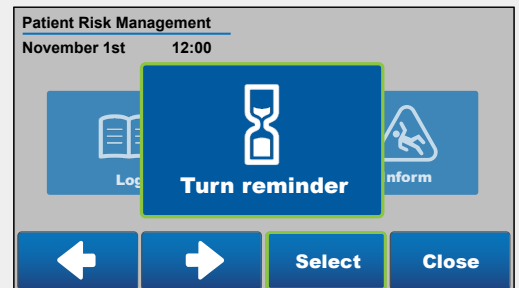 Patient Risk Management
November 1st 12:00
Log
Turn reminder
nform
Select Close